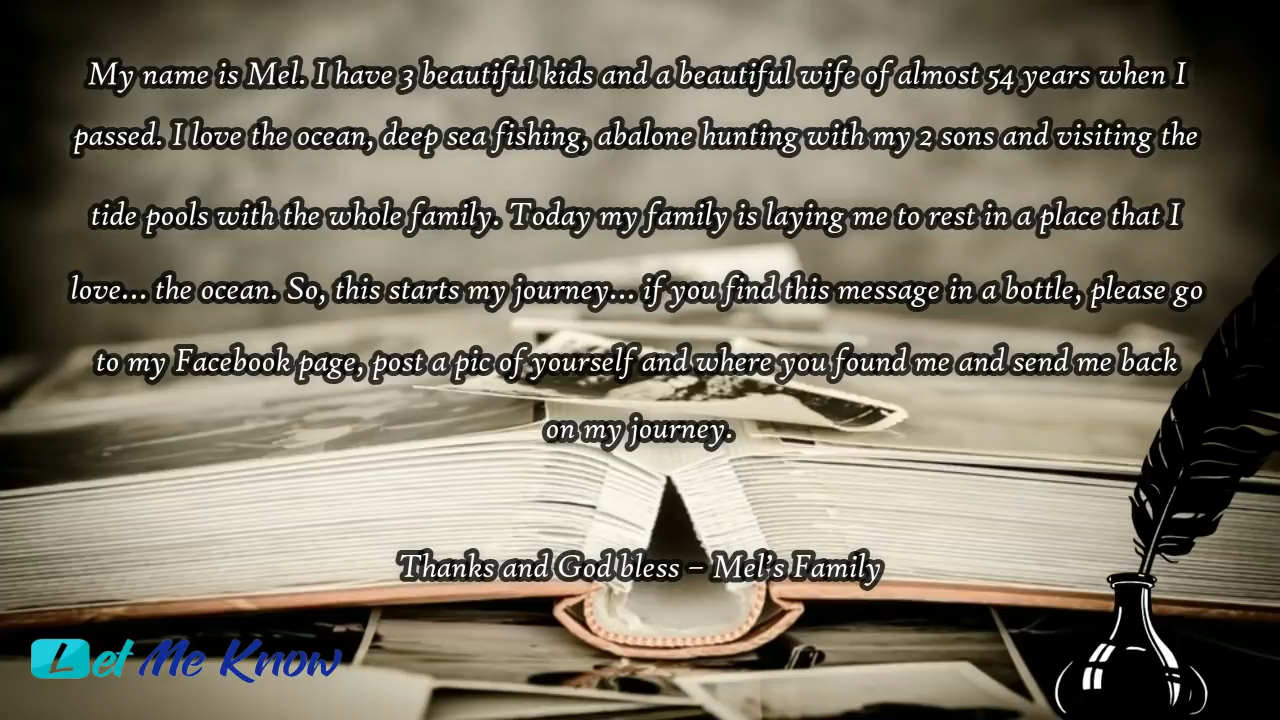 My name is Mel. I have 3 beautiful kids and a beautiful wife of almost 54 years when I
passed. I love the ocean, deep sea fishing, abalone hunting with my 2 sons and visiting the
tide pools with the whole family. Today my family is laying me to rest in a place that I
love... the ocean. So, this starts my journey... if you find this message in a bottle, please go
to my Facebook page, post a pic of yourself and where you found me and send me back
on my journey.
Thanks and God bless – Mel's Family
Let Me Know